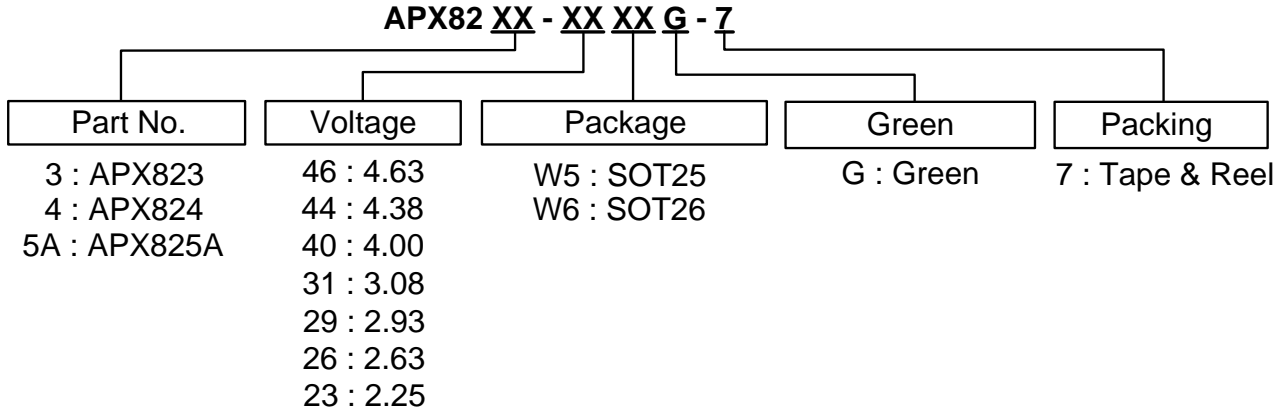 APX82 XX - XX XX G - 7
Part No.
3 : APX823
4 : APX824
5A : APX825A
Voltage
46 : 4.63
44 : 4.38
40 : 4.00
31 : 3.08
29 : 2.93
26 : 2.63
23 : 2.25
Package
W5 : SOT25
W6 : SOT26
Green
G : Green
Packing
7 : Tape & Reel